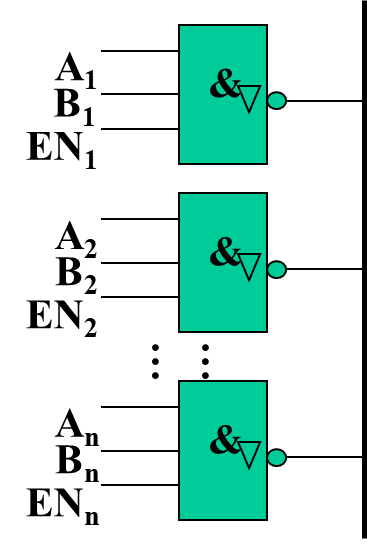 A₁
&▽
B₁
EN₁
A₂
&▽
B₂
EN₂
⋮ ⋮
Aₙ
&▽
Bₙ
ENₙ